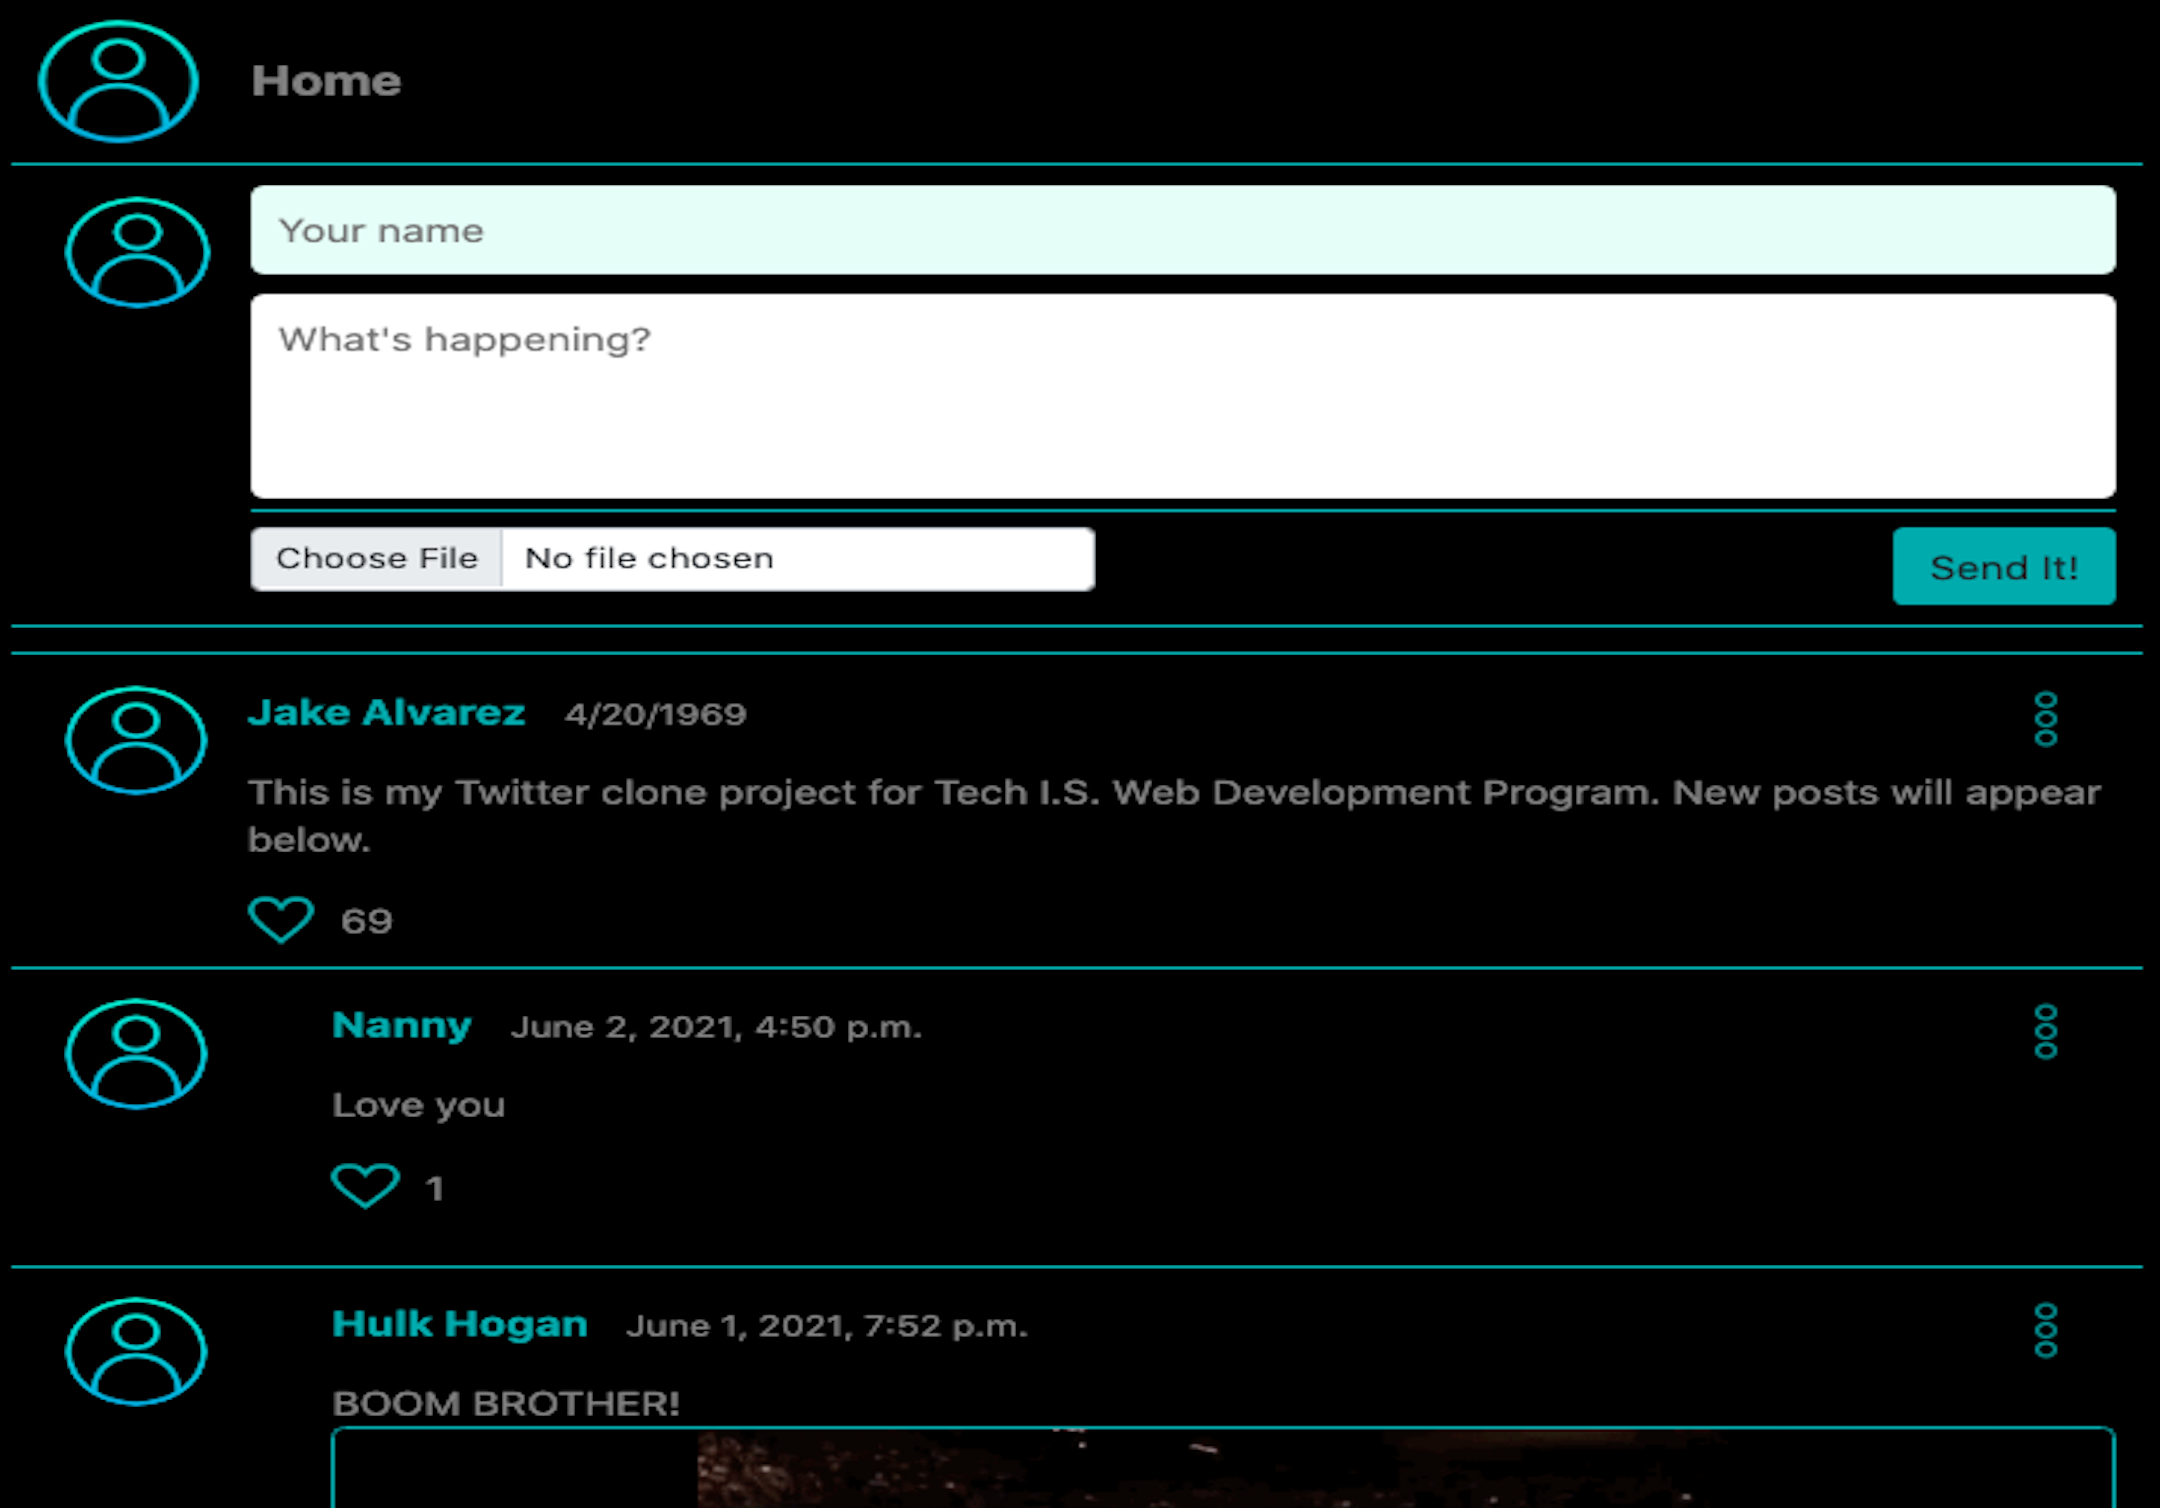 Home
Your name
What's happening?
Choose File No file chosen
Send It!
Jake Alvarez 4/20/1969
This is my Twitter clone project for Tech I.S. Web Development Program. New posts will appear
below.
69
Nanny June 2, 2021, 4:50 p.m.
Love you
1
Hulk Hogan June 1, 2021, 7:52 p.m.
BOOM BROTHER!